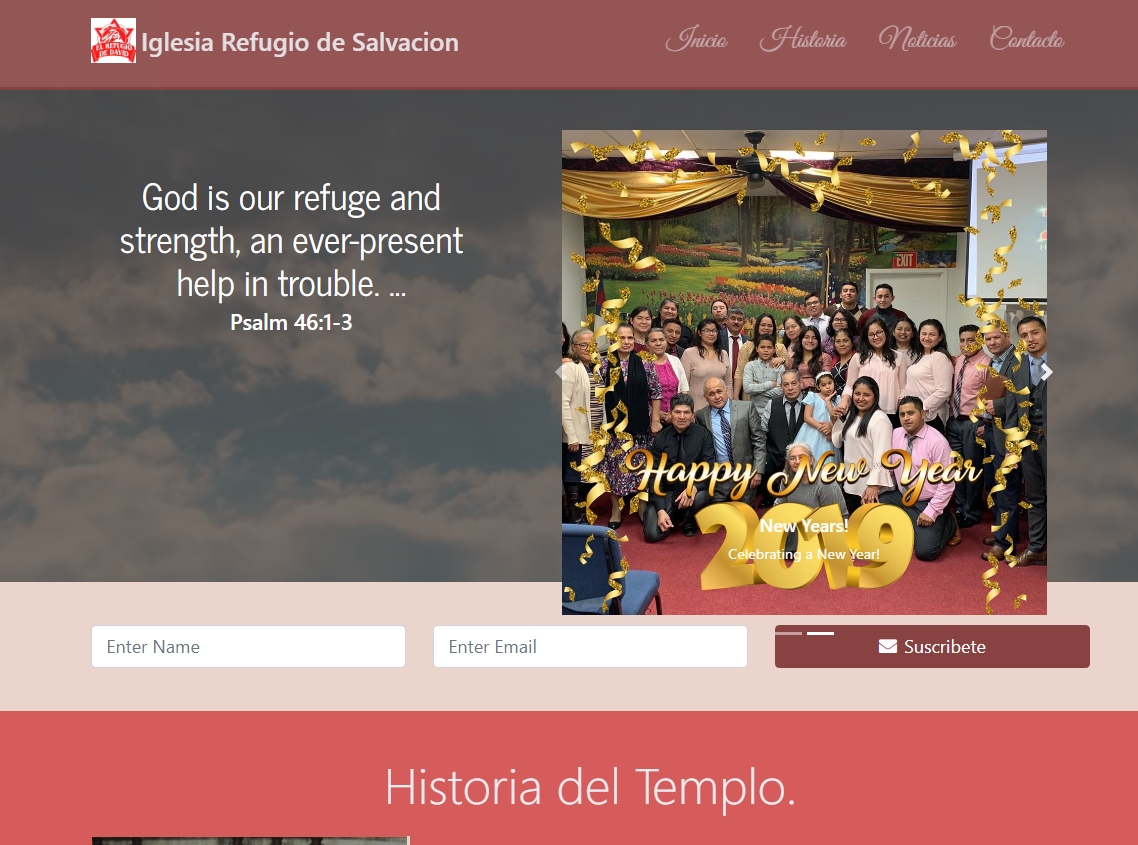 EL REFUGIO
DE DAVID
Iglesia Refugio de Salvacion
Inicio
Historia
Noticias
Contacto
God is our refuge and
strength, an ever-present
help in trouble. ...
Psalm 46:1-3
EXIT
Happy New Year
2019
New Years!
Celebrating a New Year!
Enter Name
Enter Email
Suscribete
Historia del Templo.